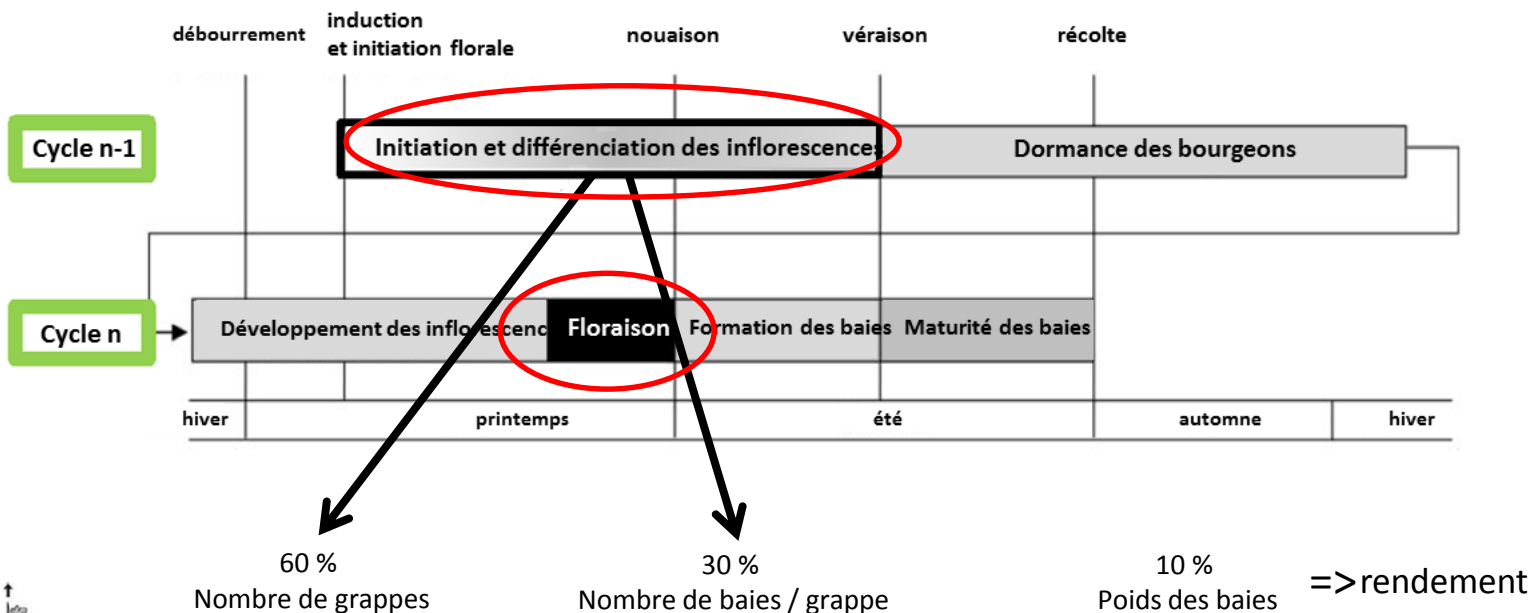 débourrement
induction
et initiation florale
nouaison
véraison
récolte
Cycle n-1
Initiation et différenciation des inflorescences
Dormance des bourgeons
Cycle n
Développement des inflorescenc
Floraison
Formation des baies
Maturité des baies
hiver
printemps
été
automne
hiver
60 %
Nombre de grappes
30 %
Nombre de baies / grappe
10 %
Poids des baies
=>rendement